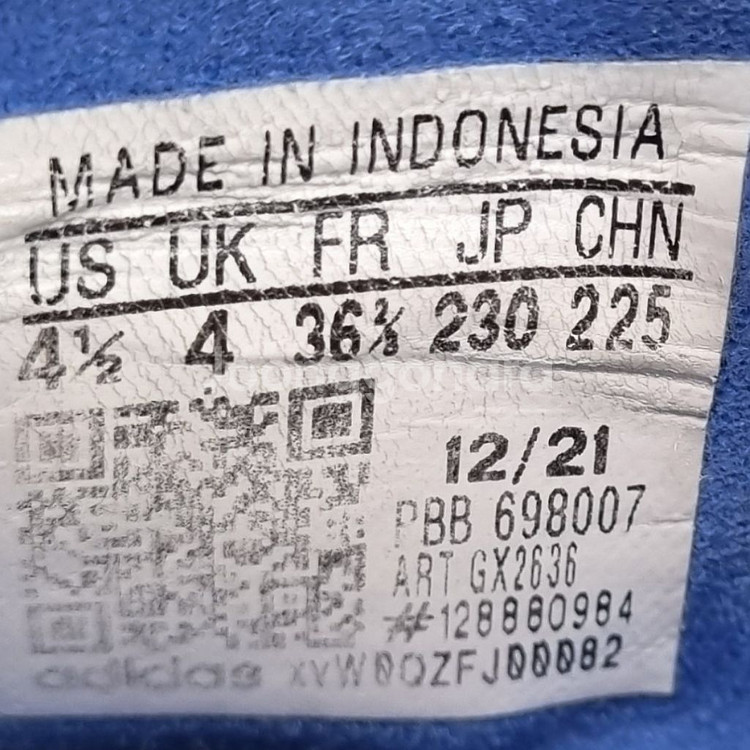 MADE IN INDONESIA
US UK FR JP CHN
4½ 4 36⅔ 230 225
12/21
PBB 698007
ART GX2636
#128880984
adidas XVW0QZFJ00082